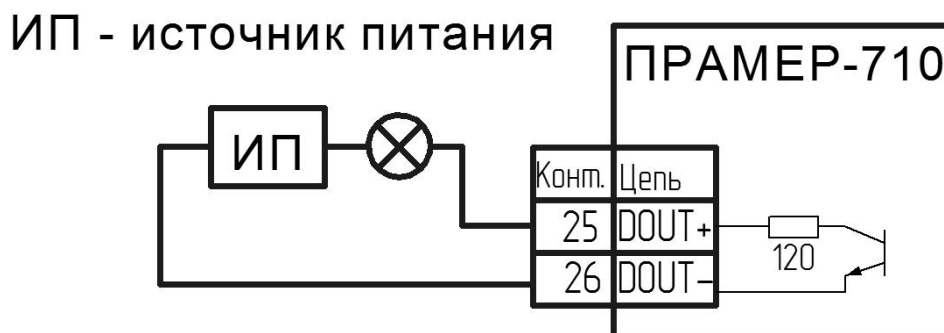 ИП - источник питания
ПРАМЕР-710
ИП
Конт. Цепь
25 DOUT+
120
26 DOUT-